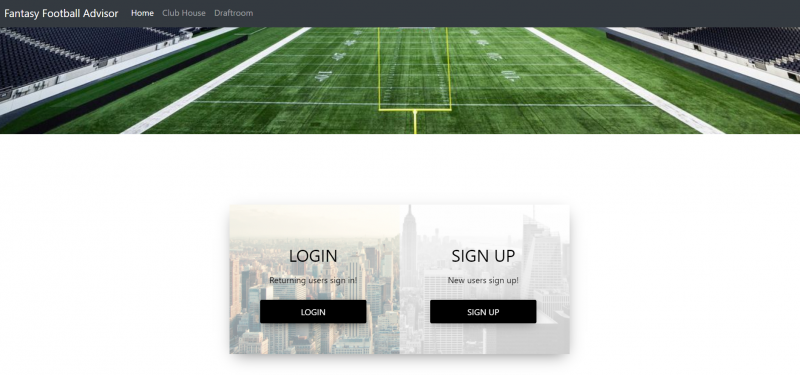 Fantasy Football Advisor Home Club House Draftroom
LOGIN
Returning users sign in!
LOGIN
SIGN UP
New users sign up!
SIGN UP